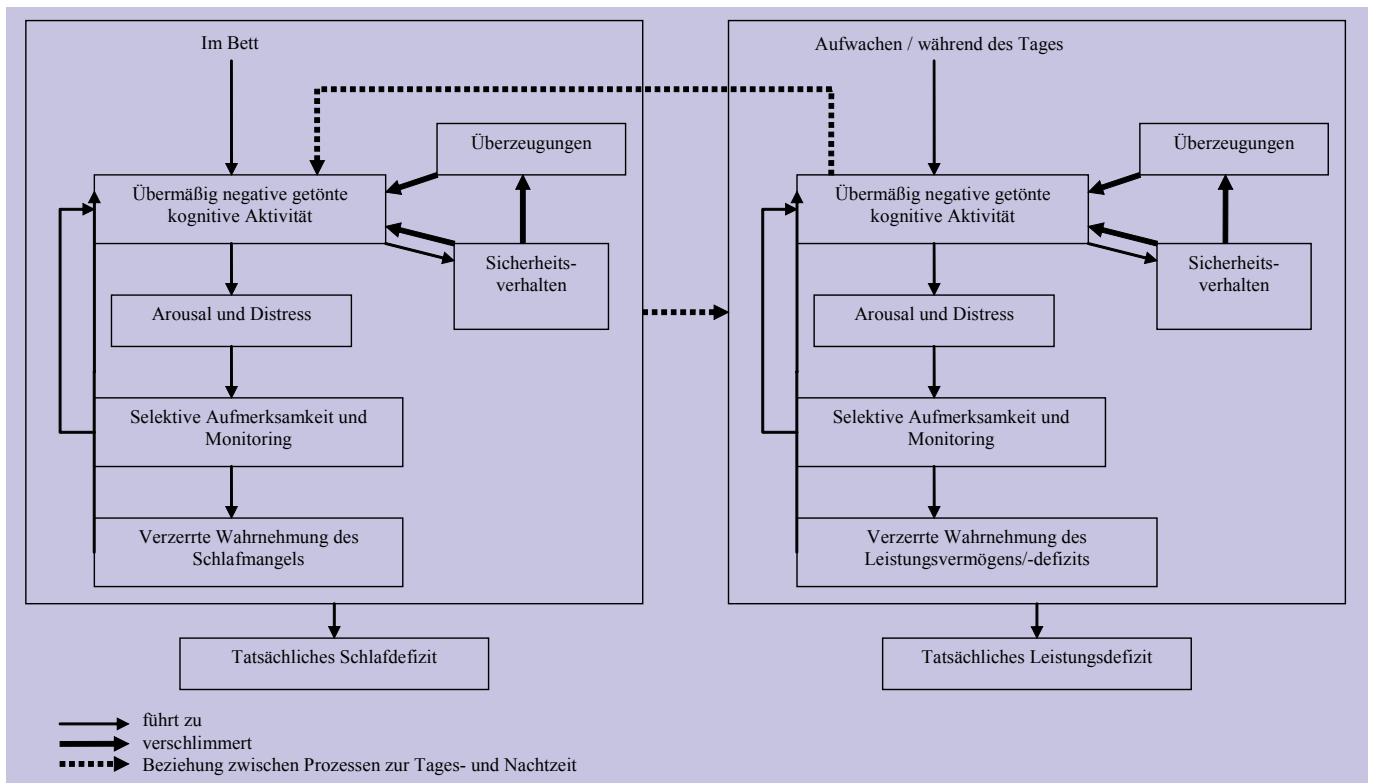 Im Bett
Überzeugungen
Übermäßig negative getönte
kognitive Aktivität
Sicherheits-
verhalten
Arousal und Distress
Selektive Aufmerksamkeit und
Monitoring
Verzerrte Wahrnehmung des
Schlafmangels
Tatsächliches Schlafdefizit
Aufwachen / während des Tages
Überzeugungen
Übermäßig negative getönte
kognitive Aktivität
Sicherheits-
verhalten
Arousal und Distress
Selektive Aufmerksamkeit und
Monitoring
Verzerrte Wahrnehmung des
Leistungsvermögens/-defizits
Tatsächliches Leistungsdefizit
führt zu
verschlimmert
Beziehung zwischen Prozessen zur Tages- und Nachtzeit